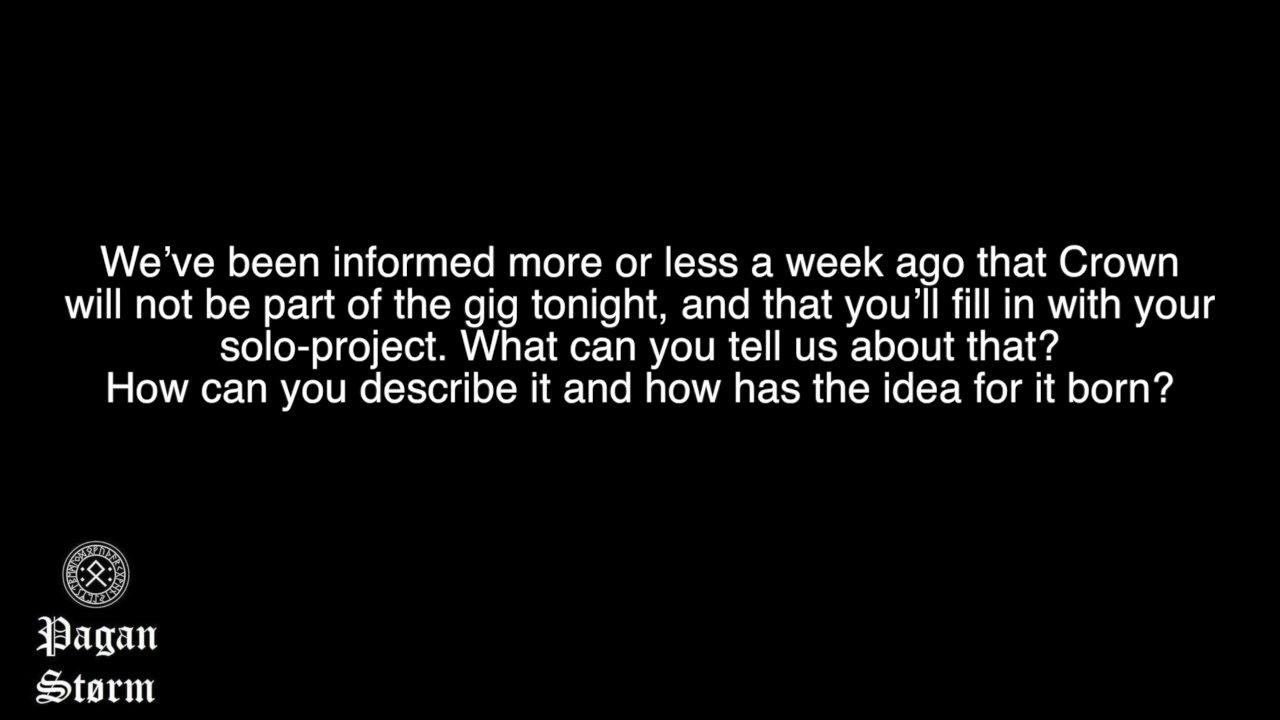 We’ve been informed more or less a week ago that Crown
will not be part of the gig tonight, and that you’ll fill in with your
solo-project. What can you tell us about that?
How can you describe it and how has the idea for it born?
Pagan
Størm